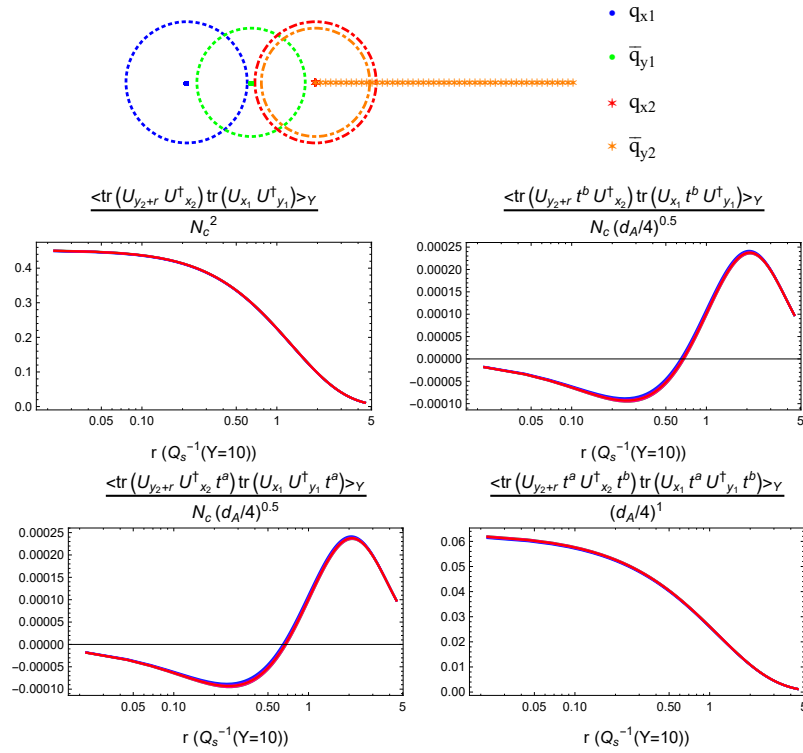 q_x1
q̅_y1
q_x2
q̅_y2
<tr(U_{y₂+r} U†_{x₂}) tr(U_{x₁} U†_{y₁})>_Y
N_c²
0.4
0.3
0.2
0.1
0.0
0.05 0.10 0.50 1 5
r (Q_s⁻¹(Y=10))
<tr(U_{y₂+r} t^b U†_{x₂}) tr(U_{x₁} t^b U†_{y₁})>_Y
N_c (d_A/4)^{0.5}
0.00025
0.00020
0.00015
0.00010
0.00005
0.00000
−0.00005
−0.00010
0.05 0.10 0.50 1 5
r (Q_s⁻¹(Y=10))
<tr(U_{y₂+r} U†_{x₂} t^a) tr(U_{x₁} U†_{y₁} t^a)>_Y
N_c (d_A/4)^{0.5}
0.00025
0.00020
0.00015
0.00010
0.00005
0.00000
−0.00005
−0.00010
0.05 0.10 0.50 1 5
r (Q_s⁻¹(Y=10))
<tr(U_{y₂+r} t^a U†_{x₂} t^b) tr(U_{x₁} t^a U†_{y₁} t^b)>_Y
(d_A/4)¹
0.06
0.05
0.04
0.03
0.02
0.01
0.00
0.05 0.10 0.50 1 5
r (Q_s⁻¹(Y=10))